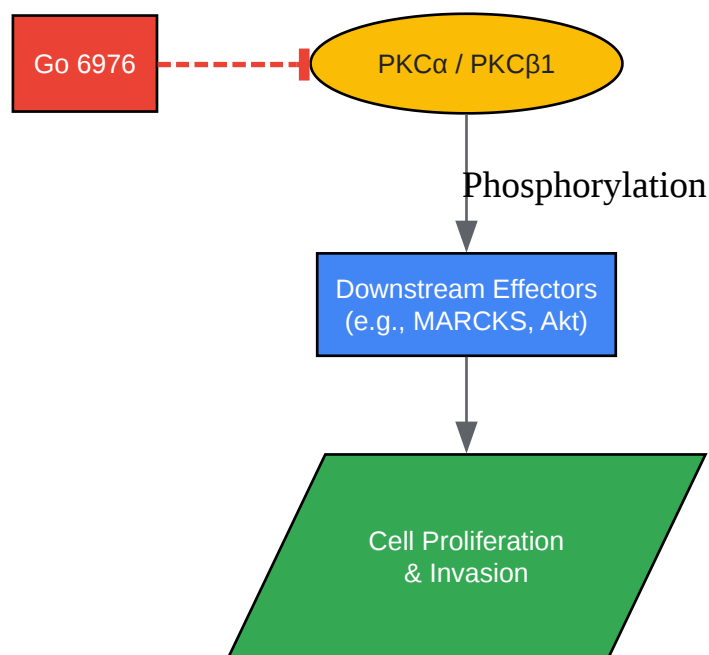 Go 6976
PKCα / PKCβ1
Phosphorylation
Downstream Effectors
(e.g., MARCKS, Akt)
Cell Proliferation
& Invasion